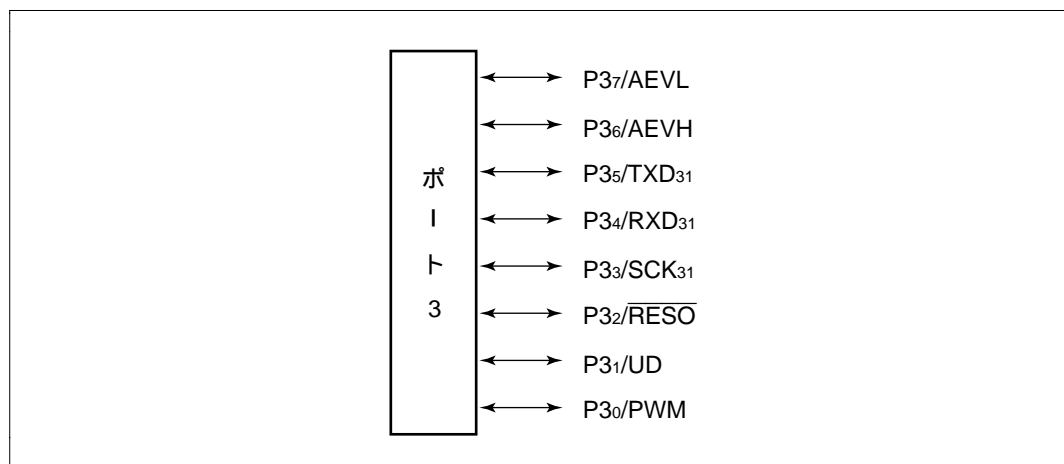 ポート3
P3₇/AEVL
P3₆/AEVH
P3₅/TXD₃₁
P3₄/RXD₃₁
P3₃/SCK₃₁
P3₂/R̅E̅S̅O̅
P3₁/UD
P3₀/PWM